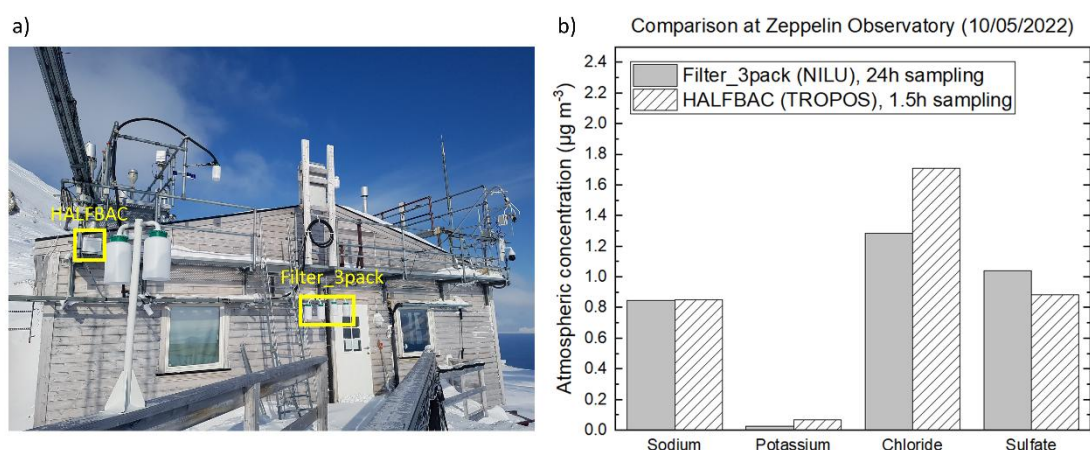 a)
HALFBAC
Filter_3pack
b)
Comparison at Zeppelin Observatory (10/05/2022)
Filter_3pack (NILU), 24h sampling
HALFBAC (TROPOS), 1.5h sampling
Atmospheric concentration (µg m⁻³)
2.4
2.2
2.0
1.8
1.6
1.4
1.2
1.0
0.8
0.6
0.4
0.2
0.0
Sodium Potassium Chloride Sulfate